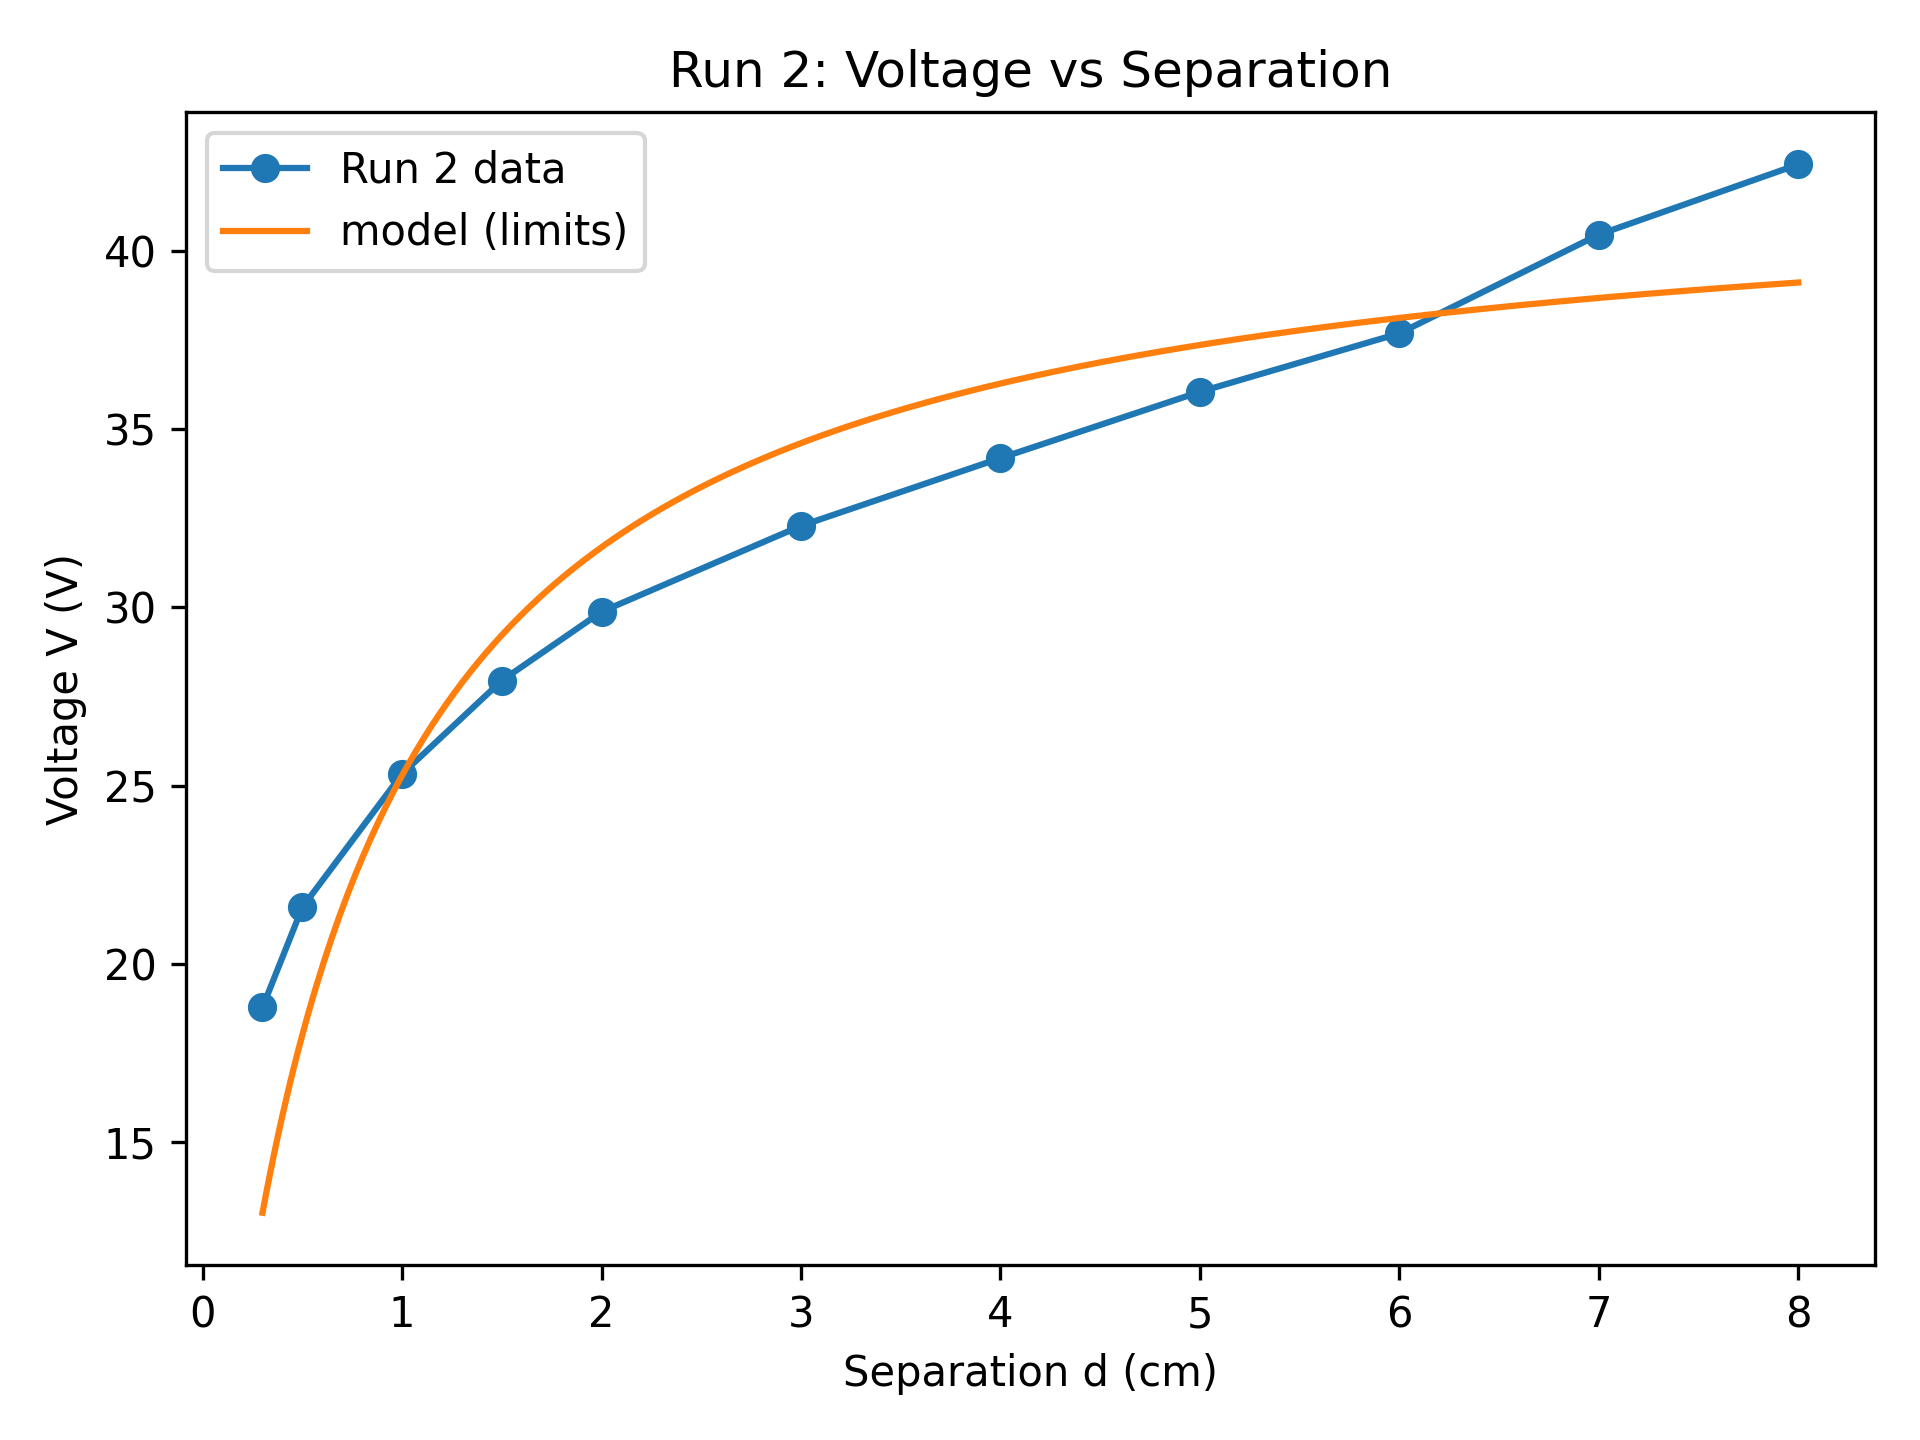 Run 2: Voltage vs Separation
Run 2 data
model (limits)
40
35
30
25
20
15
Voltage V (V)
0 1 2 3 4 5 6 7 8
Separation d (cm)